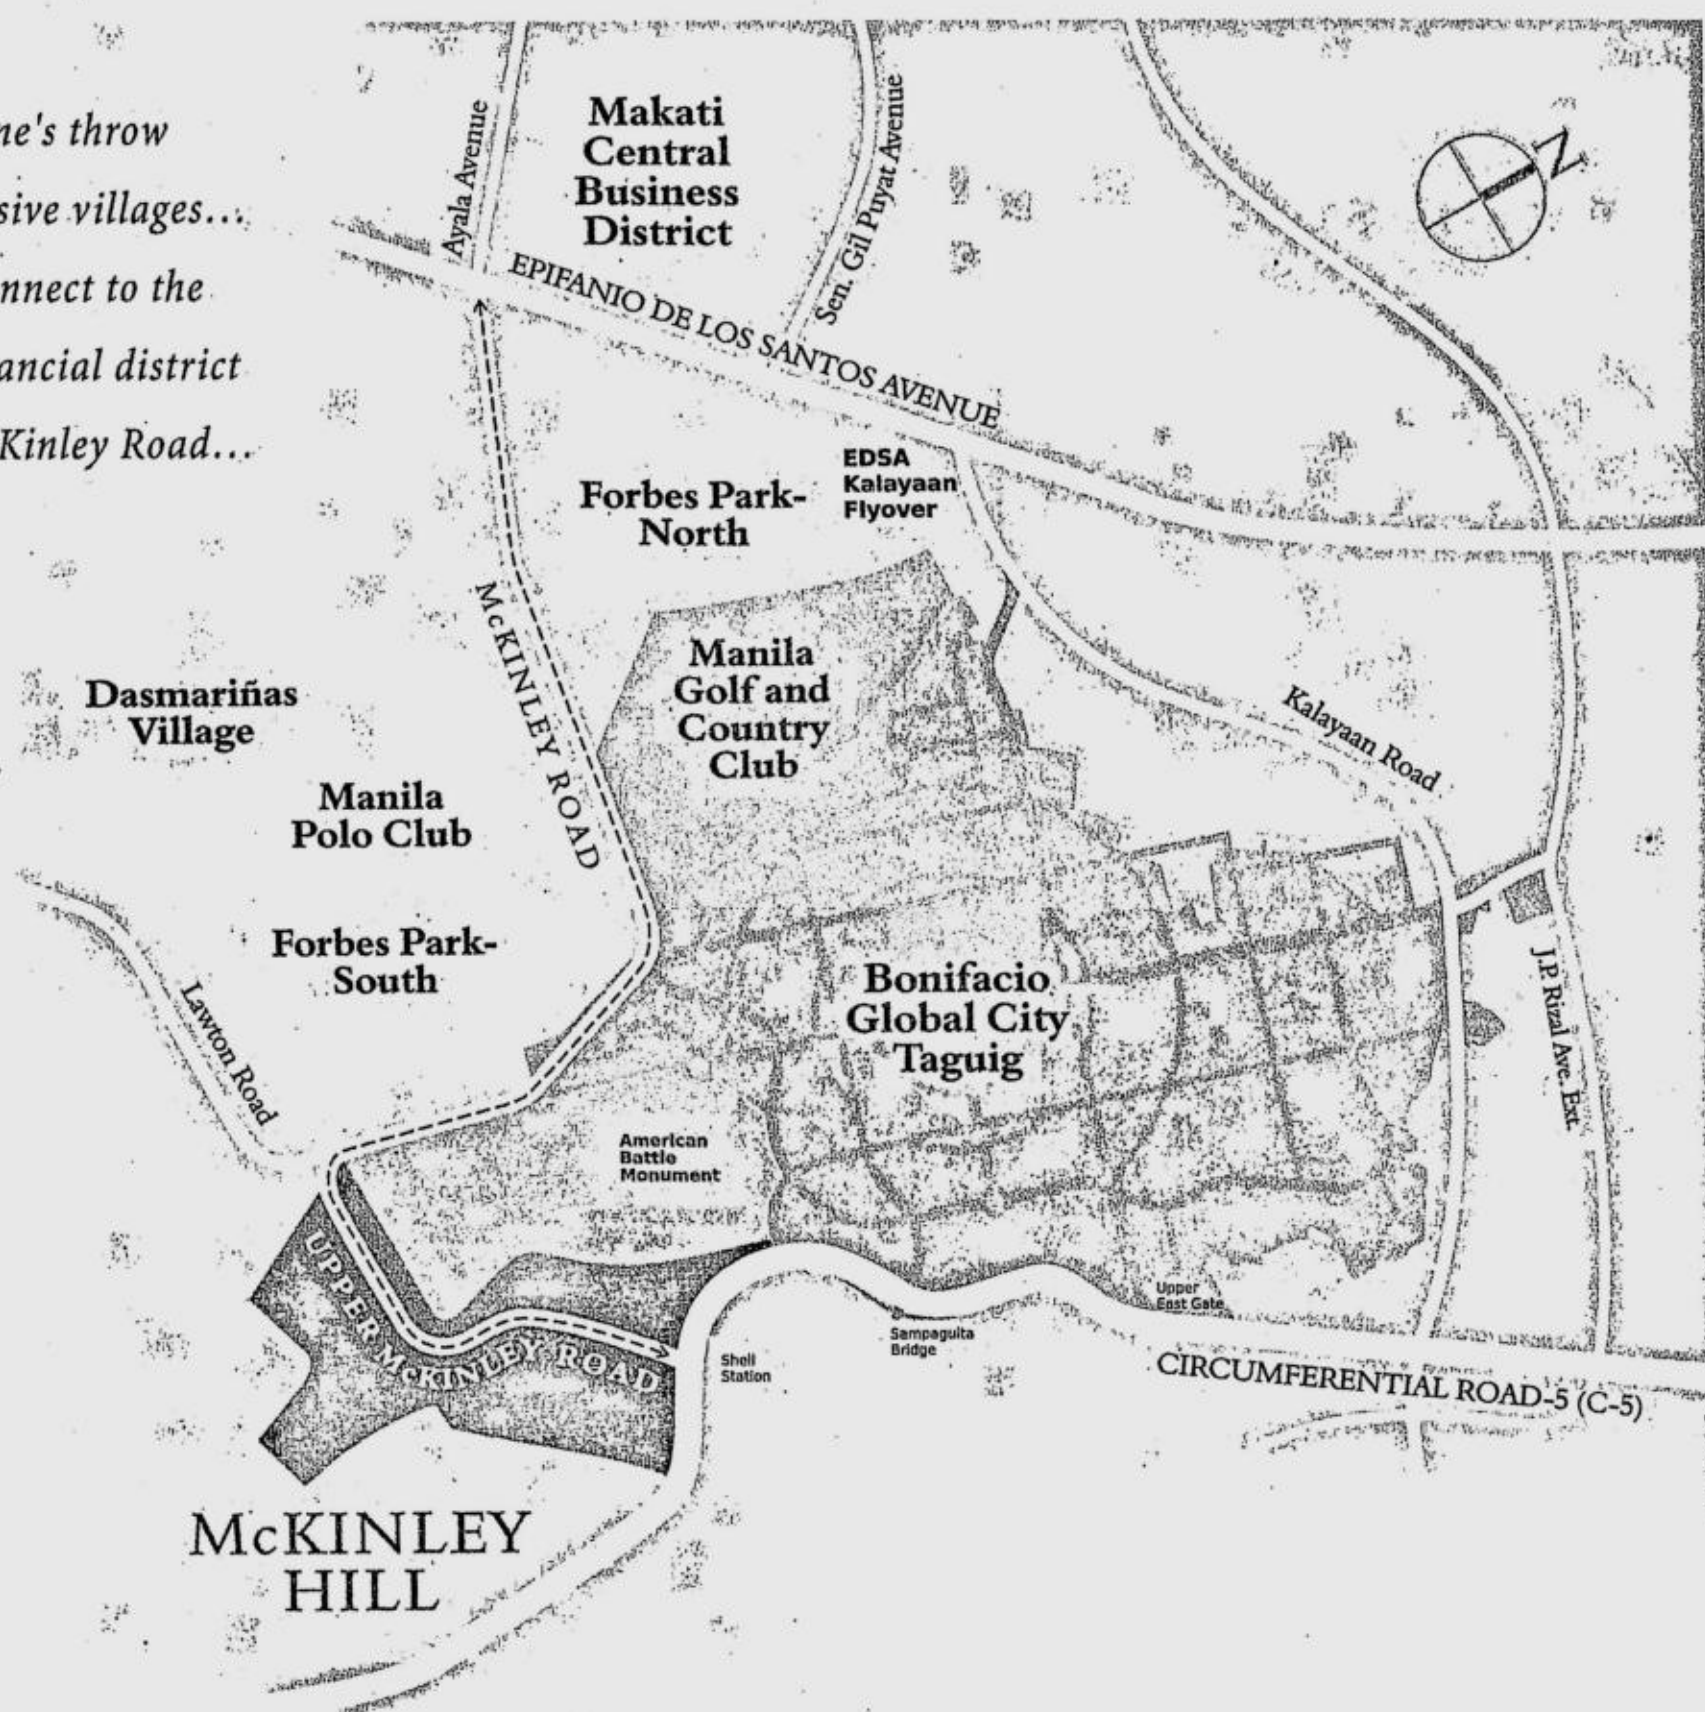 ne's throw
sive villages...
nnect to the
ancial district
Kinley Road...
Ayala Avenue
Makati
Central
Business
District
Sen. Gil Puyat Avenue
N
EPIFANIO DE LOS SANTOS AVENUE
EDSA
Kalayaan
Flyover
Forbes Park-
North
McKINLEY ROAD
Manila
Golf and
Country
Club
Kalayaan Road
Dasmariñas
Village
Manila
Polo Club
Forbes Park-
South
Lawton Road
Bonifacio
Global City
Taguig
J.P. Rizal Ave. Ext.
American
Battle
Monument
UPPER McKINLEY ROAD
Upper
East Gate
Sampaguita
Bridge
Shell
Station
CIRCUMFERENTIAL ROAD-5 (C-5)
McKINLEY
HILL